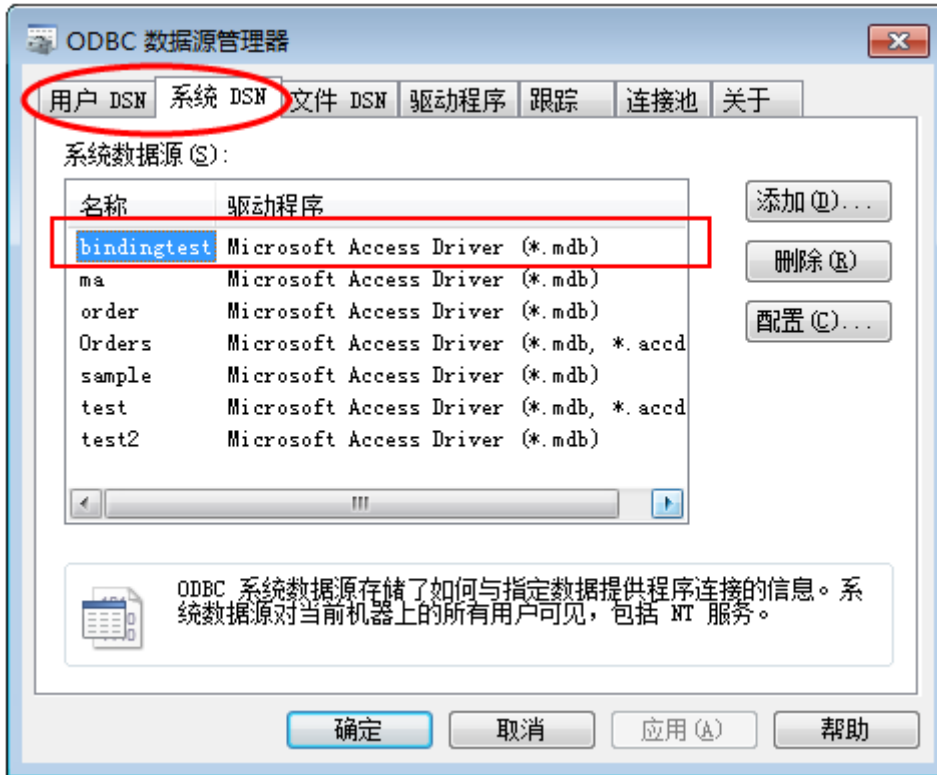 ODBC 数据源管理器
用户 DSN 系统 DSN 文件 DSN 驱动程序 跟踪 连接池 关于
系统数据源(S):
名称 驱动程序
bindingtest Microsoft Access Driver (*.mdb)
ma Microsoft Access Driver (*.mdb)
order Microsoft Access Driver (*.mdb)
Orders Microsoft Access Driver (*.mdb, *.accd
sample Microsoft Access Driver (*.mdb)
test Microsoft Access Driver (*.mdb, *.accd
test2 Microsoft Access Driver (*.mdb)
添加(D)...
删除(R)
配置(C)...
ODBC 系统数据源存储了如何与指定数据提供程序连接的信息。系
统数据源对当前机器上的所有用户可见，包括 NT 服务。
确定 取消 应用(A) 帮助